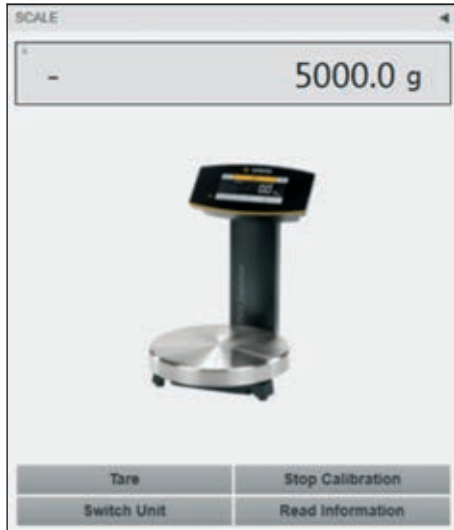 SCALE
- 5000.0 g
Tare Stop Calibration
Switch Unit Read Information